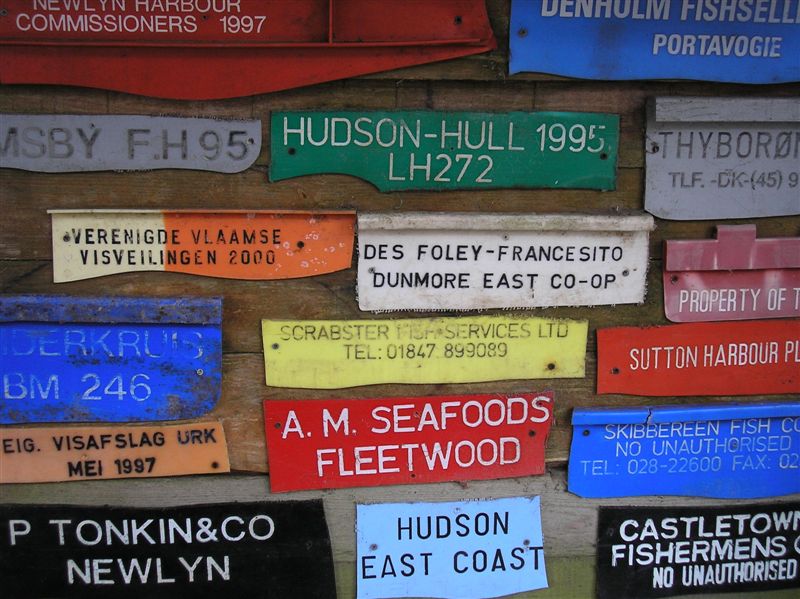 NEWLYN HARBOUR
COMMISSIONERS 1997
DENHOLM FISHSELLE
PORTAVOGIE
MSBY F.H 95
HUDSON-HULL 1995
LH272
THYBORØN
TLF. -DK-(45) 9
VERENIGDE VLAAMSE
VISVEILINGEN 2000
DES FOLEY-FRANCESITO
DUNMORE EAST CO-OP
PROPERTY OF T
NDERKRUIS
BM 246
SCRABSTER FISH SERVICES LTD
TEL: 01847 899089
SUTTON HARBOUR PL
EIG. VISAFSLAG URK
MEI 1997
A. M. SEAFOODS
FLEETWOOD
SKIBBEREEN FISH CO
NO UNAUTHORISED
TEL: 028-22600 FAX: 02
P TONKIN&CO
NEWLYN
HUDSON
EAST COAST
CASTLETOWN
FISHERMENS C
NO UNAUTHORISED